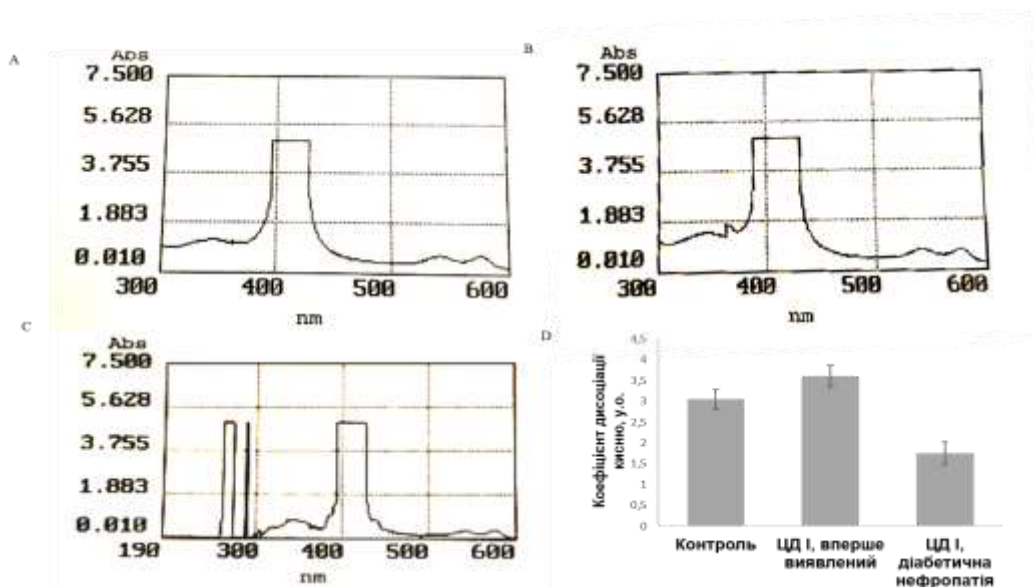 A
Abs
7.500
5.628
3.755
1.883
0.010
300 400 500 600
nm
B
Abs
7.500
5.628
3.755
1.883
0.010
300 400 500 600
nm
C
Abs
7.500
5.628
3.755
1.883
0.010
190 300 400 500 600
nm
D
Коефіцієнт дисоціації
кисню, у.о.
4,5
4
3,5
3
2,5
2
1,5
1
0,5
0
Контроль
ЦД І, вперше
виявлений
ЦД І,
діабетична
нефропатія